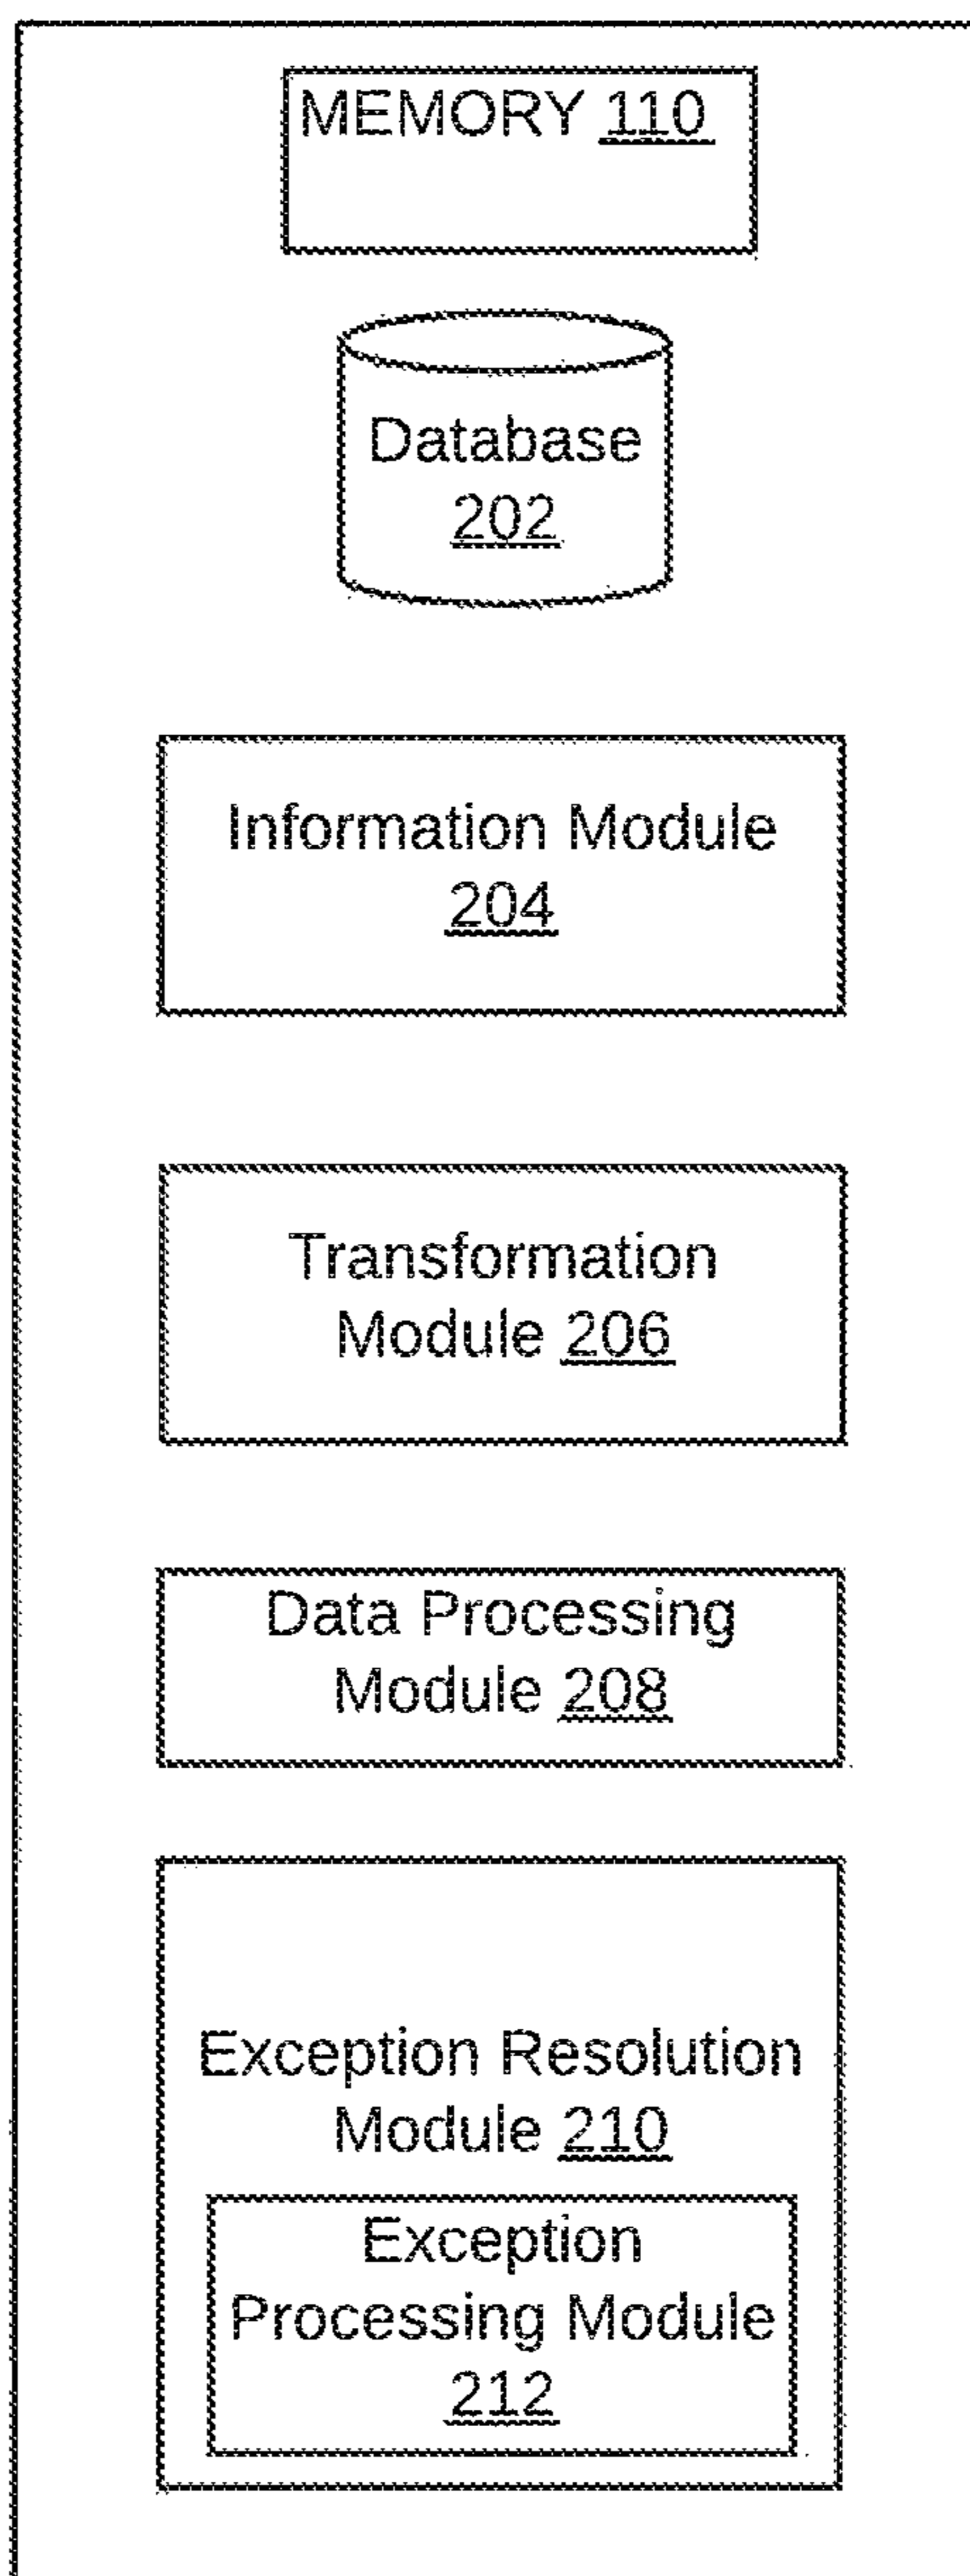 MEMORY 110
Database
202
Information Module
204
Transformation
Module 206
Data Processing
Module 208
Exception Resolution
Module 210
Exception
Processing Module
212